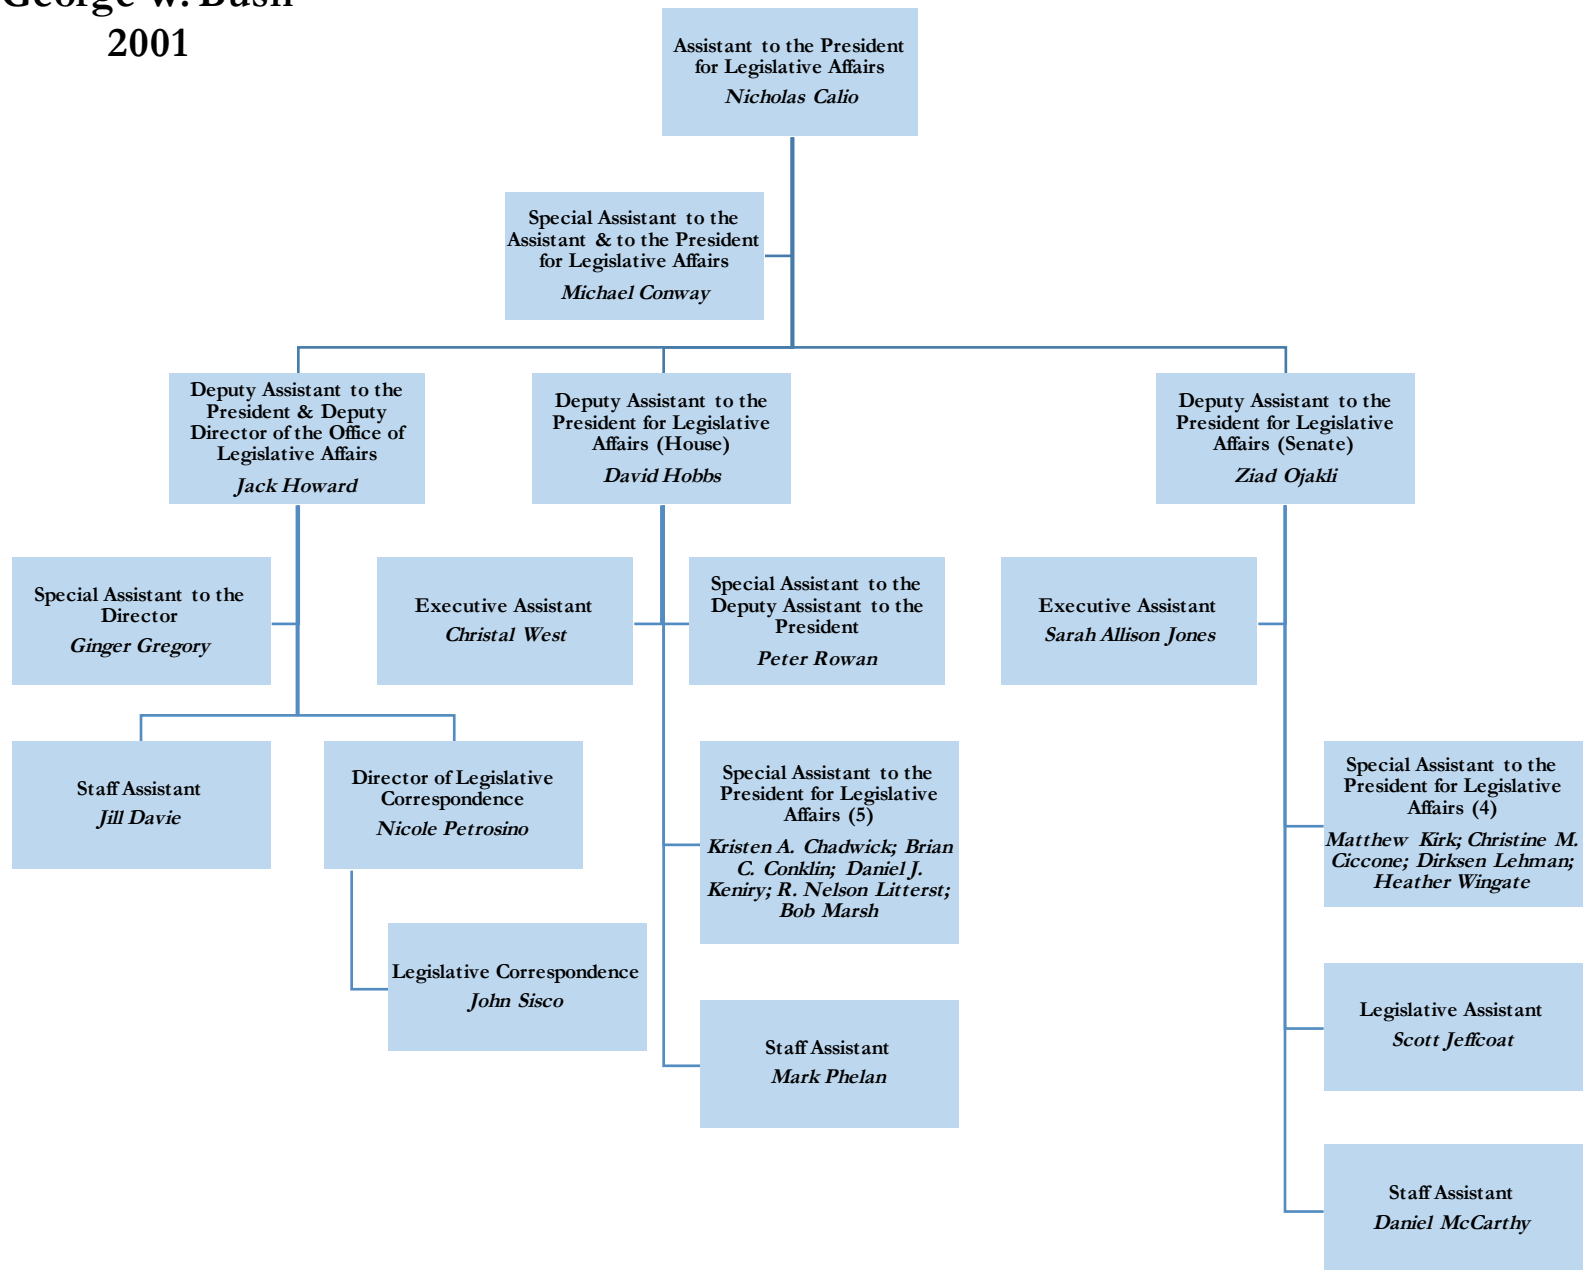 George W. Bush
2001
Assistant to the President
for Legislative Affairs
Nicholas Calio
Special Assistant to the
Assistant & to the President
for Legislative Affairs
Michael Conway
Deputy Assistant to the
President & Deputy
Director of the Office of
Legislative Affairs
Jack Howard
Deputy Assistant to the
President for Legislative
Affairs (House)
David Hobbs
Deputy Assistant to the
President for Legislative
Affairs (Senate)
Ziad Ojakli
Special Assistant to the
Director
Ginger Gregory
Executive Assistant
Christal West
Special Assistant to the
Deputy Assistant to the
President
Peter Rowan
Executive Assistant
Sarah Allison Jones
Staff Assistant
Jill Davie
Director of Legislative
Correspondence
Nicole Petrosino
Special Assistant to the
President for Legislative
Affairs (5)
Kristen A. Chadwick; Brian
C. Conklin; Daniel J.
Keniry; R. Nelson Litterst;
Bob Marsh
Special Assistant to the
President for Legislative
Affairs (4)
Matthew Kirk; Christine M.
Ciccone; Dirksen Lehman;
Heather Wingate
Legislative Correspondence
John Sisco
Legislative Assistant
Scott Jeffcoat
Staff Assistant
Mark Phelan
Staff Assistant
Daniel McCarthy